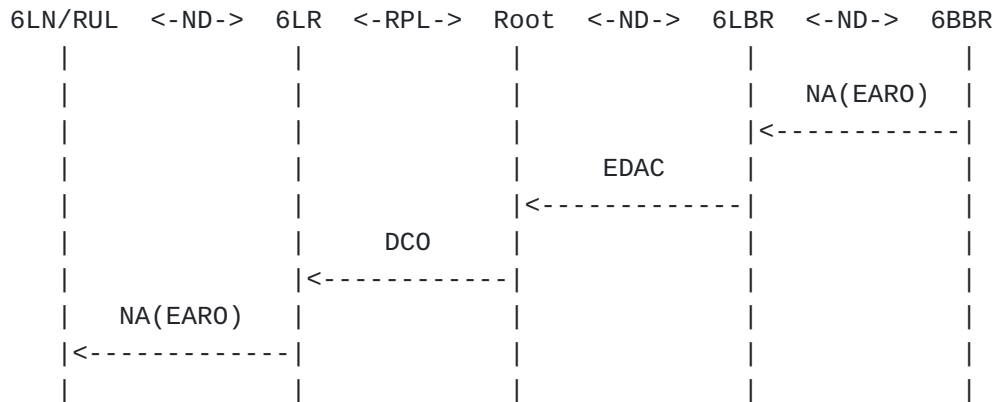 6LN/RUL <-ND-> 6LR <-RPL-> Root <-ND-> 6LBR <-ND-> 6BBR
NA(EARO)
EDAC
DCO
NA(EARO)